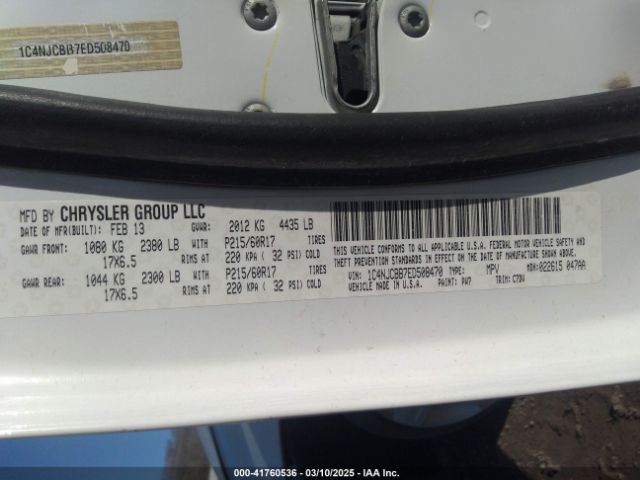 1C4NJCBB7ED508470
MFD BY CHRYSLER GROUP LLC
DATE OF MFR(BUILT): FEB 13 GVWR: 2012 KG 4435 LB
GAWR FRONT: 1080 KG 2380 LB WITH P215/60R17 TIRES
17X6.5 RIMS AT 220 KPA ( 32 PSI) COLD
GAWR REAR: 1044 KG 2300 LB WITH P215/60R17 TIRES
17X6.5 RIMS AT 220 KPA ( 32 PSI) COLD
THIS VEHICLE CONFORMS TO ALL APPLICABLE U.S.A. FEDERAL MOTOR VEHICLE SAFETY
BUMPER STANDARDS, AND THEFT PREVENTION
STANDARDS IN EFFECT ON THE DATE OF MANUFACTURE SHOWN ABOVE.
VIN: 1C4NJCBB7ED508470 TYPE: MPV MDH: 022615 047AA
VEHICLE MADE IN U.S.A. PAINT: PW7 TRIM:
000-41760536 - 03/10/2025 - IAA Inc.